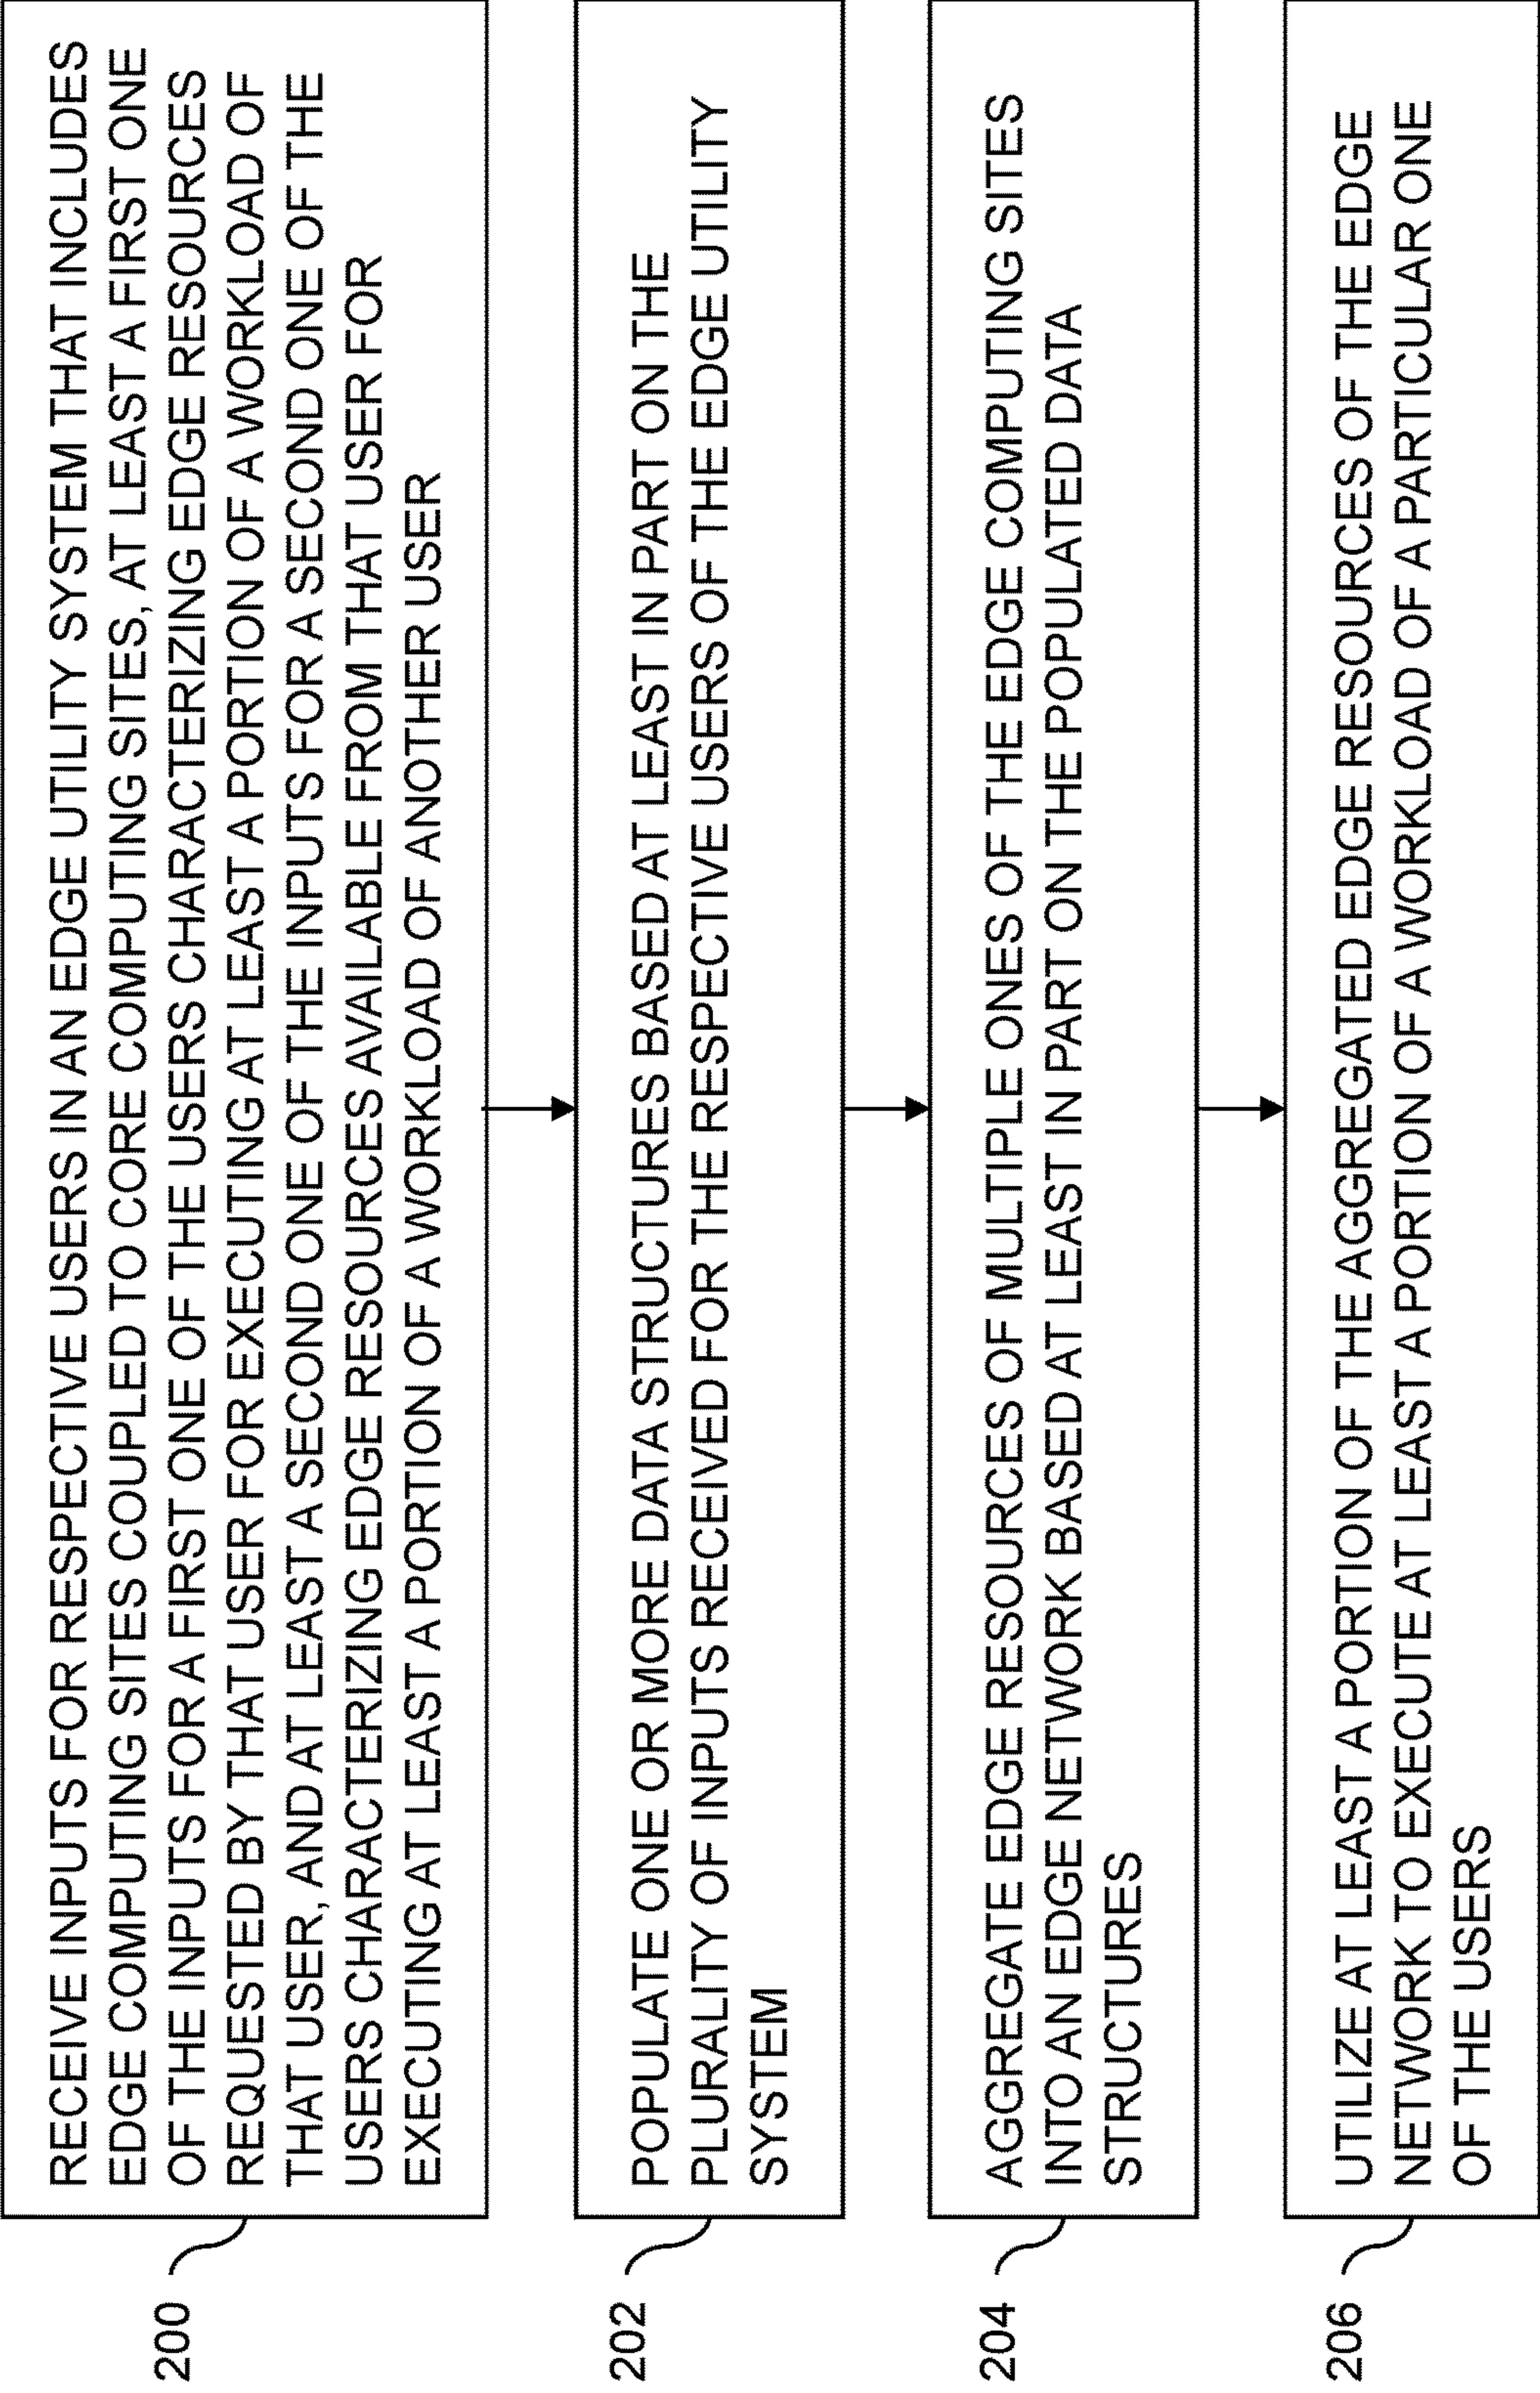 200
RECEIVE INPUTS FOR RESPECTIVE USERS IN AN EDGE UTILITY SYSTEM THAT INCLUDES
EDGE COMPUTING SITES COUPLED TO CORE COMPUTING SITES, AT LEAST A FIRST ONE
OF THE INPUTS FOR A FIRST ONE OF THE USERS CHARACTERIZING EDGE RESOURCES
REQUESTED BY THAT USER FOR EXECUTING AT LEAST A PORTION OF A WORKLOAD OF
THAT USER, AND AT LEAST A SECOND ONE OF THE INPUTS FOR A SECOND ONE OF THE
USERS CHARACTERIZING EDGE RESOURCES AVAILABLE FROM THAT USER FOR
EXECUTING AT LEAST A PORTION OF A WORKLOAD OF ANOTHER USER
202
POPULATE ONE OR MORE DATA STRUCTURES BASED AT LEAST IN PART ON THE
PLURALITY OF INPUTS RECEIVED FOR THE RESPECTIVE USERS OF THE EDGE UTILITY
SYSTEM
204
AGGREGATE EDGE RESOURCES OF MULTIPLE ONES OF THE EDGE COMPUTING SITES
INTO AN EDGE NETWORK BASED AT LEAST IN PART ON THE POPULATED DATA
STRUCTURES
206
UTILIZE AT LEAST A PORTION OF THE AGGREGATED EDGE RESOURCES OF THE EDGE
NETWORK TO EXECUTE AT LEAST A PORTION OF A WORKLOAD OF A PARTICULAR ONE
OF THE USERS